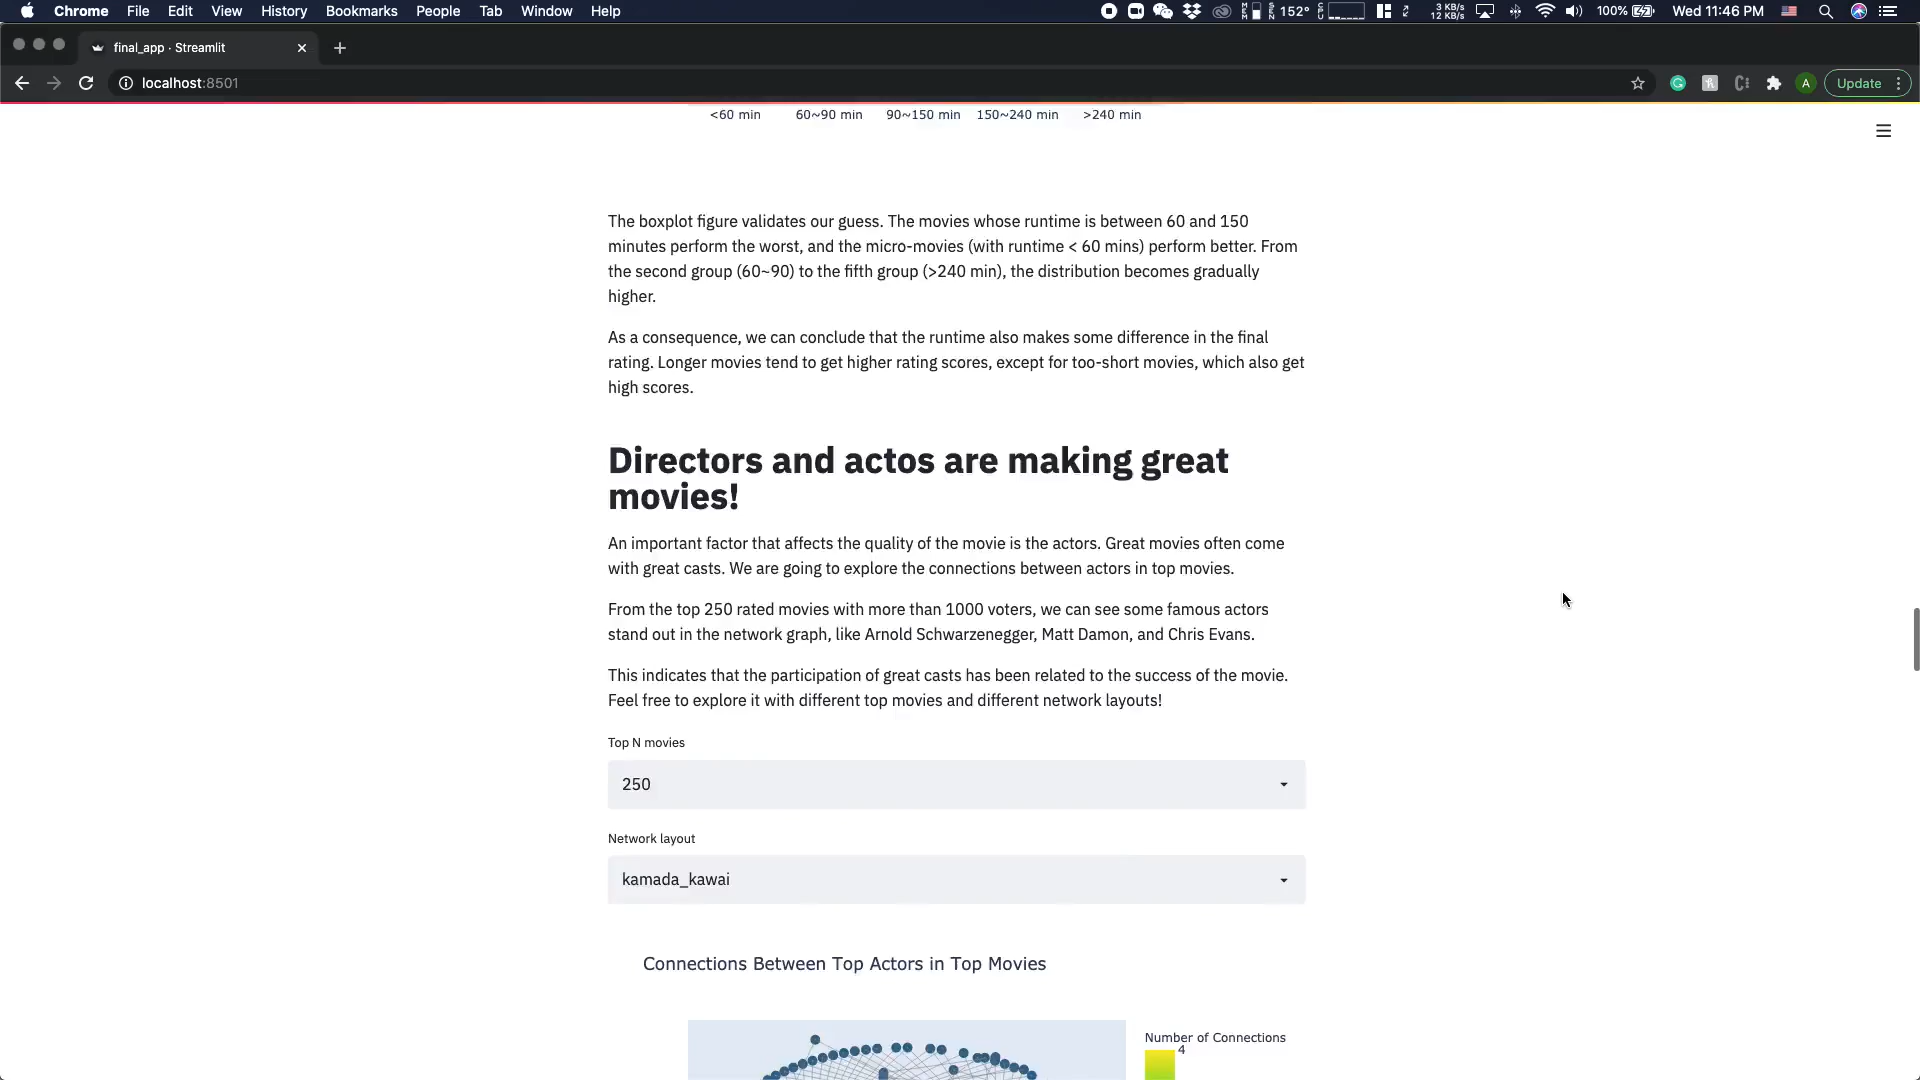 Chrome File Edit View History Bookmarks People Tab Window Help
152° 3 KB/s 12 KB/s 100% Wed 11:46 PM
final_app · Streamlit
localhost:8501
A
Update
<60 min 60~90 min 90~150 min 150~240 min >240 min
The boxplot figure validates our guess. The movies whose runtime is between 60 and 150
minutes perform the worst, and the micro-movies (with runtime < 60 mins) perform better. From
the second group (60~90) to the fifth group (>240 min), the distribution becomes gradually
higher.
As a consequence, we can conclude that the runtime also makes some difference in the final
rating. Longer movies tend to get higher rating scores, except for too-short movies, which also get
high scores.
Directors and actos are making great
movies!
An important factor that affects the quality of the movie is the actors. Great movies often come
with great casts. We are going to explore the connections between actors in top movies.
From the top 250 rated movies with more than 1000 voters, we can see some famous actors
stand out in the network graph, like Arnold Schwarzenegger, Matt Damon, and Chris Evans.
This indicates that the participation of great casts has been related to the success of the movie.
Feel free to explore it with different top movies and different network layouts!
Top N movies
250
Network layout
kamada_kawai
Connections Between Top Actors in Top Movies
Number of Connections
4